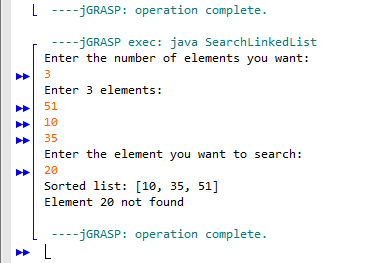 ----jGRASP: operation complete.
----jGRASP exec: java SearchLinkedList
Enter the number of elements you want:
3
Enter 3 elements:
51
10
35
Enter the element you want to search:
20
Sorted list: [10, 35, 51]
Element 20 not found
----jGRASP: operation complete.